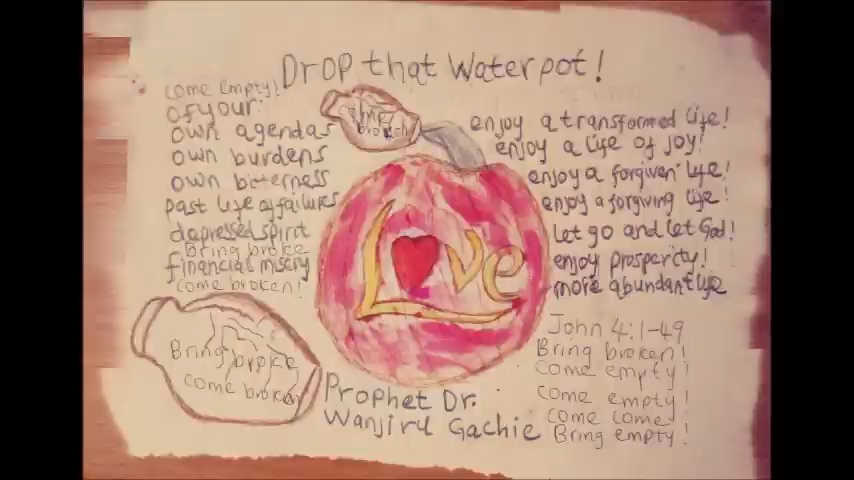 Drop that Waterpot!
come empty!
of your:
own agendas
own burdens
own bitterness
past life of failures
depressed spirit
Bring broke
financial misery
come broken!
broken
enjoy a transformed life!
enjoy a life of joy!
enjoy a forgiven life!
enjoy a forgiving life!
Let go and let God!
enjoy prosperity!
more abundant life
Love
Bring broke
come broken
Prophet Dr.
Wanjiru Gachie
John 4:1-49
Bring broken!
come empty!
come empty!
come come!
Bring empty!